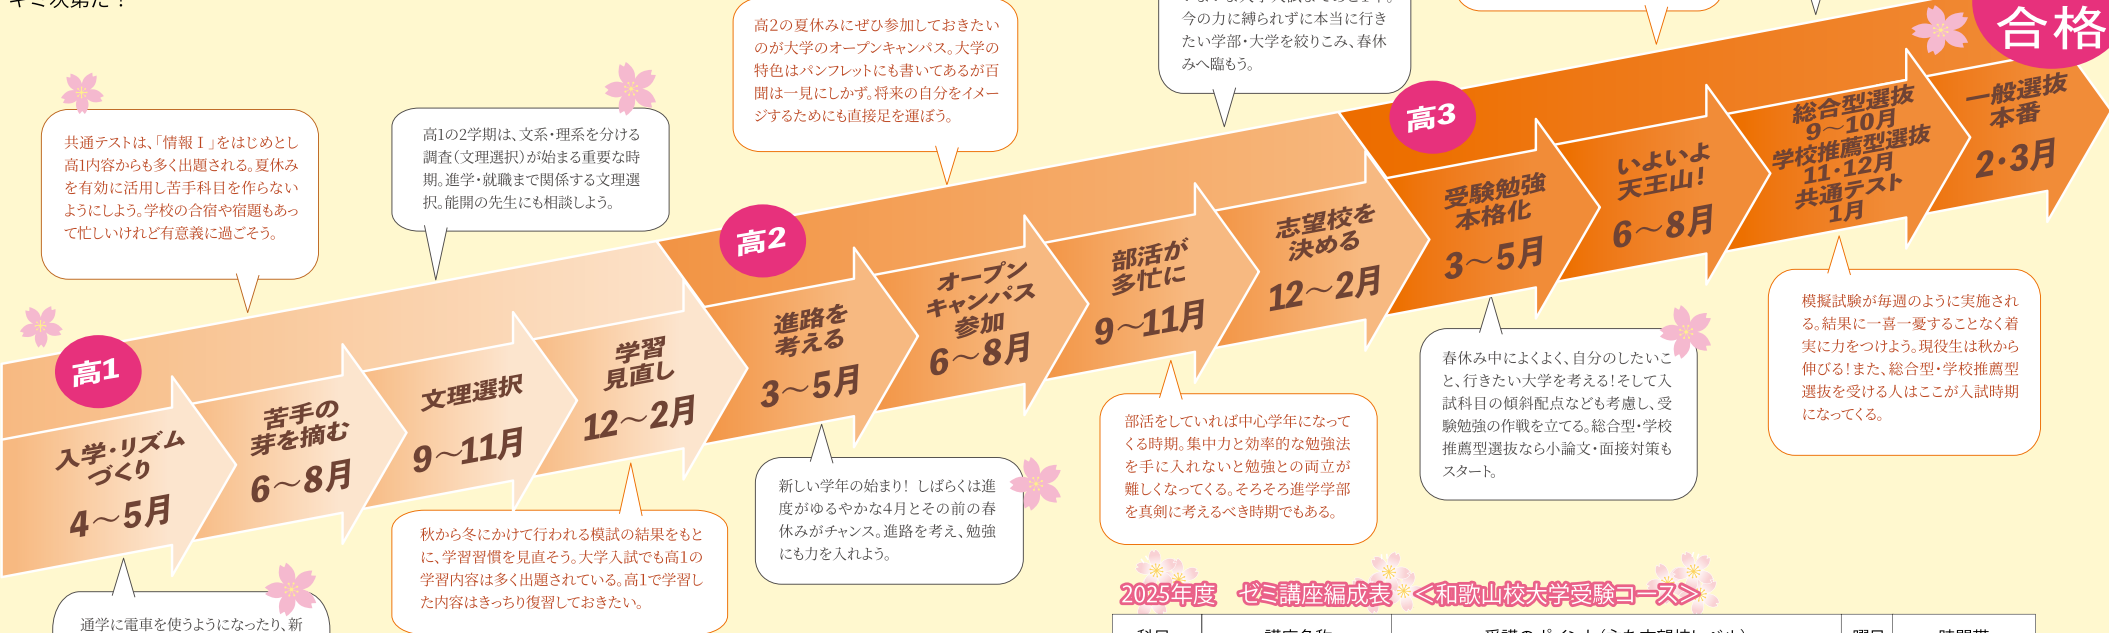 高2の夏休みにぜひ参加しておきたい
のが大学のオープンキャンパス。大学の
特色はパンフレットにも書いてあるが百
聞は一見にしかず。将来の自分をイメー
ジするためにも直接足を運ぼう。
今の力に縛られずに本当に行き
たい学部・大学を絞りこみ、春休
みへ臨もう。
合格
共通テストは、「情報Ⅰ」をはじめとし
高1内容からも多く出題される。夏休み
を有効に活用し苦手科目を作らない
ようにしよう。学校の合宿や宿題もあっ
て忙しいけれど有意義に過ごそう。
高1の2学期は、文系・理系を分ける
調査（文理選択）が始まる重要な時
期。進学・就職まで関係する文理選
択。能開の先生にも相談しよう。
高1
入学・リズム
づくり
4～5月
苦手の
芽を摘む
6～8月
文理選択
9～11月
学習
見直し
12～2月
高2
進路を
考える
3～5月
オープン
キャンパス
参加
6～8月
部活が
多忙に
9～11月
志望校を
決める
12～2月
高3
受験勉強
本格化
3～5月
いよいよ
天王山！
6～8月
総合型選抜
9～10月
学校推薦型選抜
11・12月
共通テスト
1月
一般選抜
本番
2・3月
秋から冬にかけて行われる模試の結果をもと
に、学習習慣を見直そう。大学入試でも高1の
学習内容は多く出題されている。高1で学習し
た内容はきっちり復習しておきたい。
新しい学年の始まり！ しばらくは進
度がゆるやかな4月とその前の春
休みがチャンス。進路を考え、勉強
にも力を入れよう。
部活をしていれば中心学年になって
くる時期。集中力と効率的な勉強法
を手に入れないと勉強との両立が
難しくなってくる。そろそろ進学学部
を真剣に考えるべき時期でもある。
春休み中によくよく、自分のしたいこ
と、行きたい大学を考える！そして入
試科目の傾斜配点なども考慮し、受
験勉強の作戦を立てる。総合型・学校
推薦型選抜なら小論文・面接対策も
スタート。
模擬試験が毎週のように実施され
る。結果に一喜一憂することなく着
実に力をつけよう。現役生は秋から
伸びる！また、総合型・学校推薦型
選抜を受ける人はここが入試時期
になってくる。
通学に電車を使うようになったり、新
2025年度 ゼミ講座編成表 ＜和歌山校大学受験コース＞